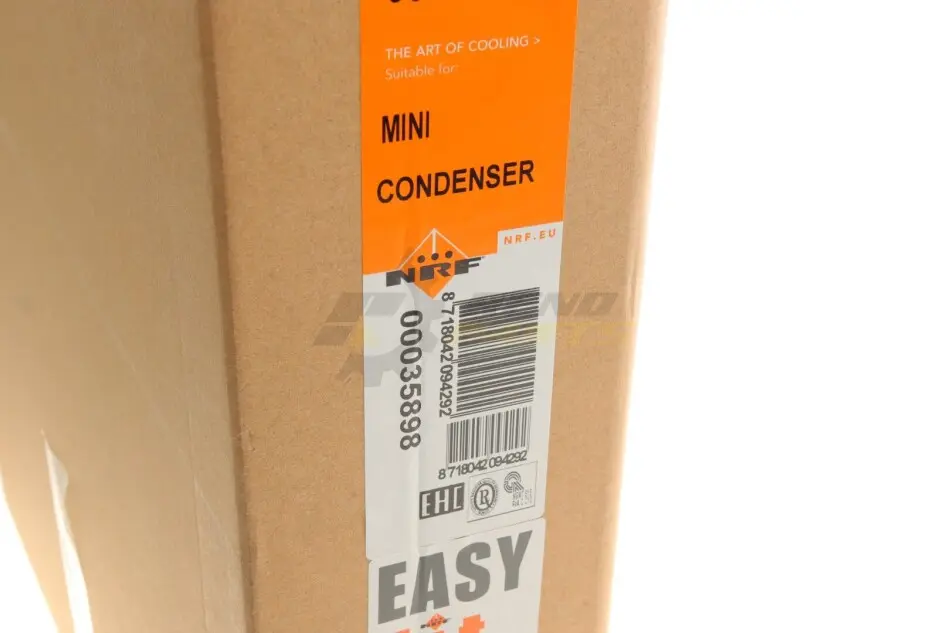 THE ART OF COOLING >
Suitable for:
MINI
CONDENSER
NRF.EU
NRF
00035898
8 718042 094292
8 718042 094292
EAC
EASY